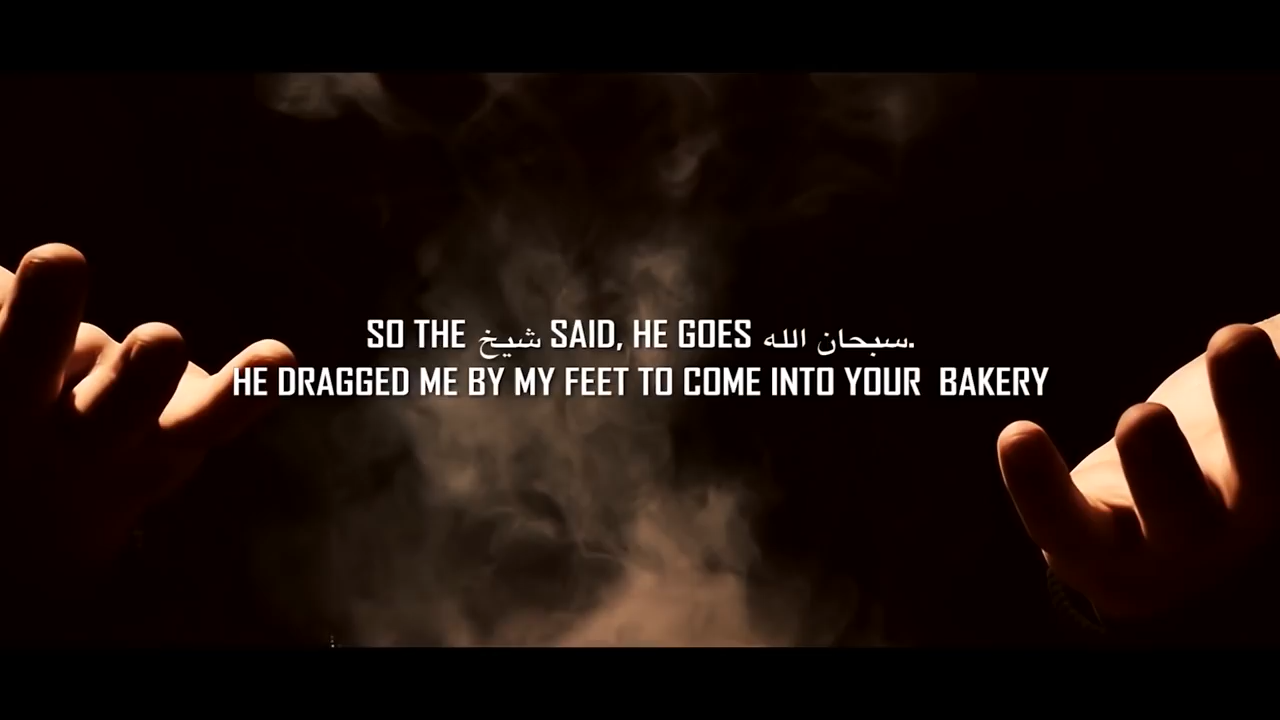 SO THE شيخ SAID, HE GOES سبحان الله.
HE DRAGGED ME BY MY FEET TO COME INTO YOUR BAKERY